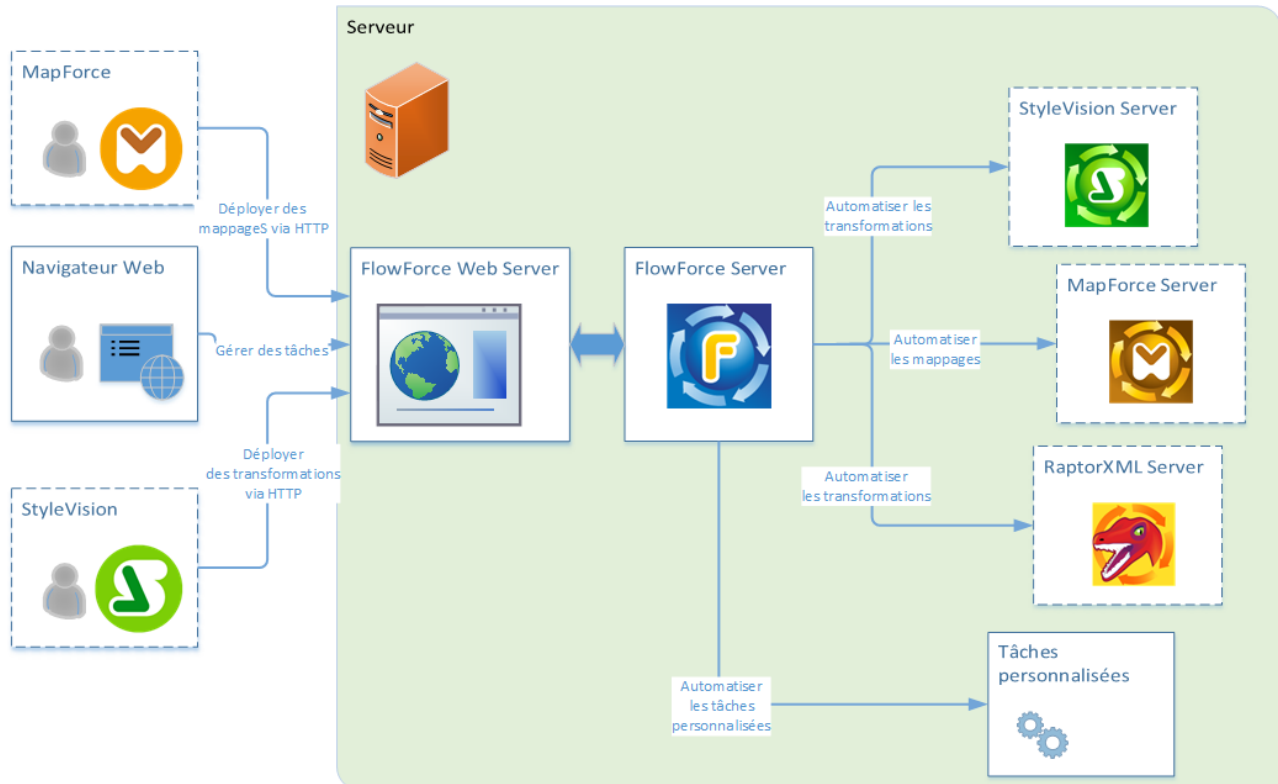 Serveur
MapForce
Déployer des
mappageS via HTTP
Navigateur Web
Gérer des tâches
StyleVision
Déployer
des transformations
via HTTP
FlowForce Web Server
FlowForce Server
F
Automatiser les
transformations
StyleVision Server
Automatiser
les mappages
MapForce Server
Automatiser
les transformations
RaptorXML Server
Automatiser
les tâches
personnalisées
Tâches
personnalisées